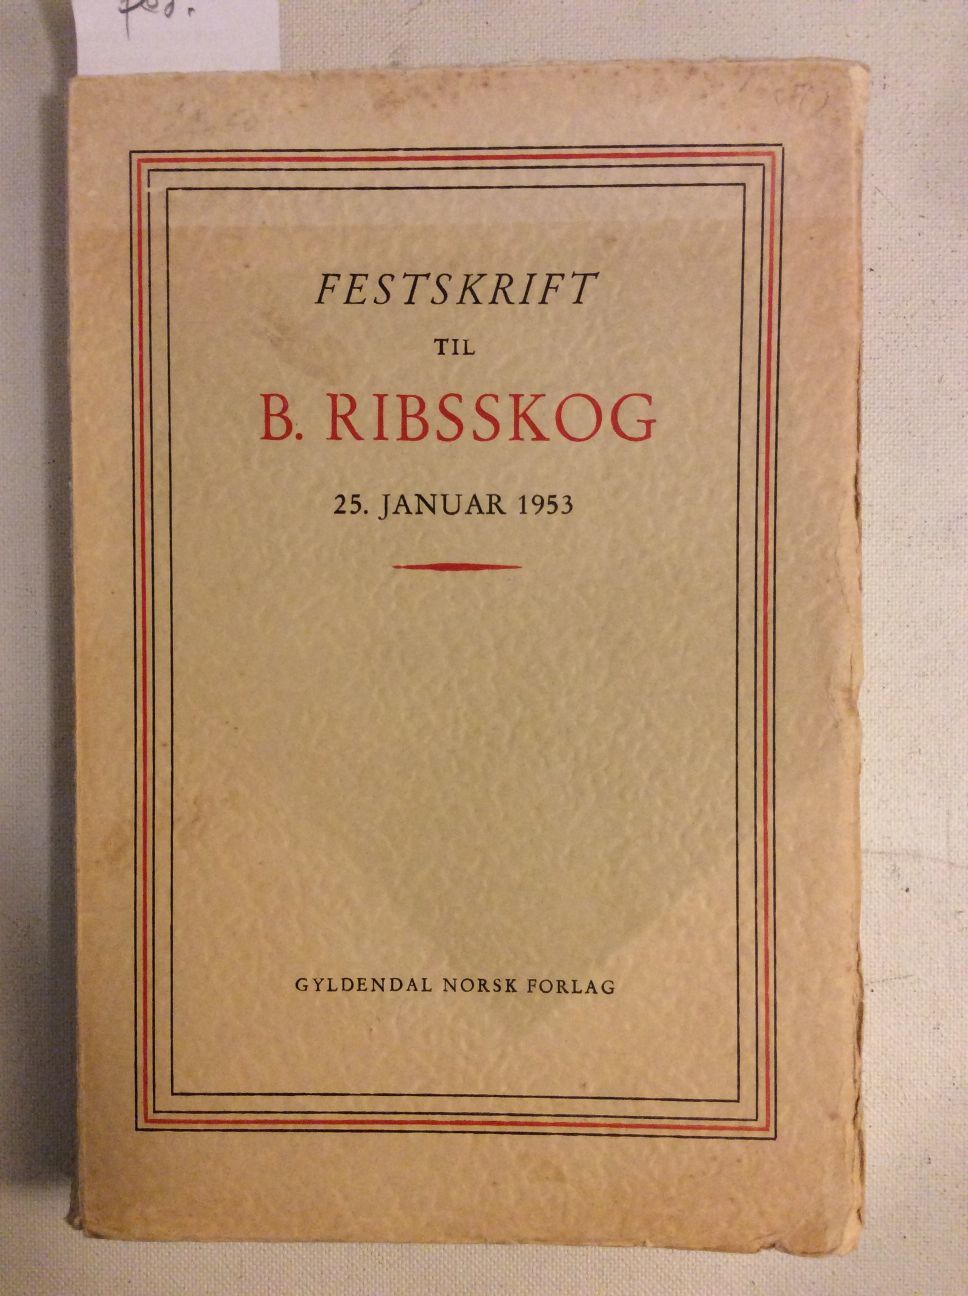 FESTSKRIFT
TIL
B. RIBSSKOG
25. JANUAR 1953
GYLDENDAL NORSK FORLAG